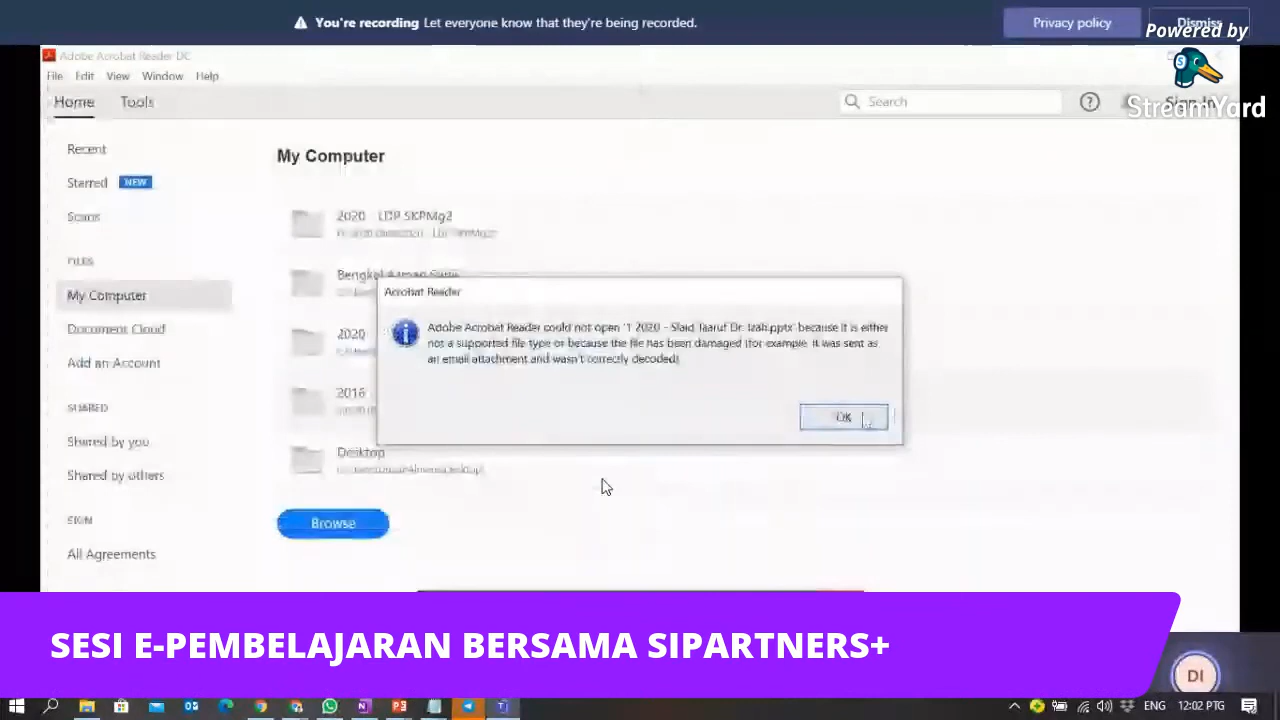 You're recording Let everyone know that they're being recorded.
Privacy policy
Dismiss
Powered by
StreamYard
Adobe Acrobat Reader DC
File Edit View Window Help
Home Tools
Search
Sign In
Recent
Starred NEW
Scans
FILES
My Computer
Document Cloud
Add an Account
SHARED
Shared by you
Shared by others
SIGN
All Agreements
My Computer
2020 - LDP SKPMg2
Bengkel
2020
2016
Desktop
Browse
Acrobat Reader
Adobe Acrobat Reader could not open '1 2020 - Slaid Taaruf Dr. Izah.pptx' because it is either
not a supported file type or because the file has been damaged (for example, it was sent as
an email attachment and wasn't correctly decoded).
OK
SESI E-PEMBELAJARAN BERSAMA SIPARTNERS+
DI
ENG 12:02 PTG